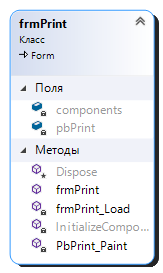 frmPrint
Класс
Form
Поля
components
pbPrint
Методы
Dispose
frmPrint
frmPrint_Load
InitializeCompo...
PbPrint_Paint